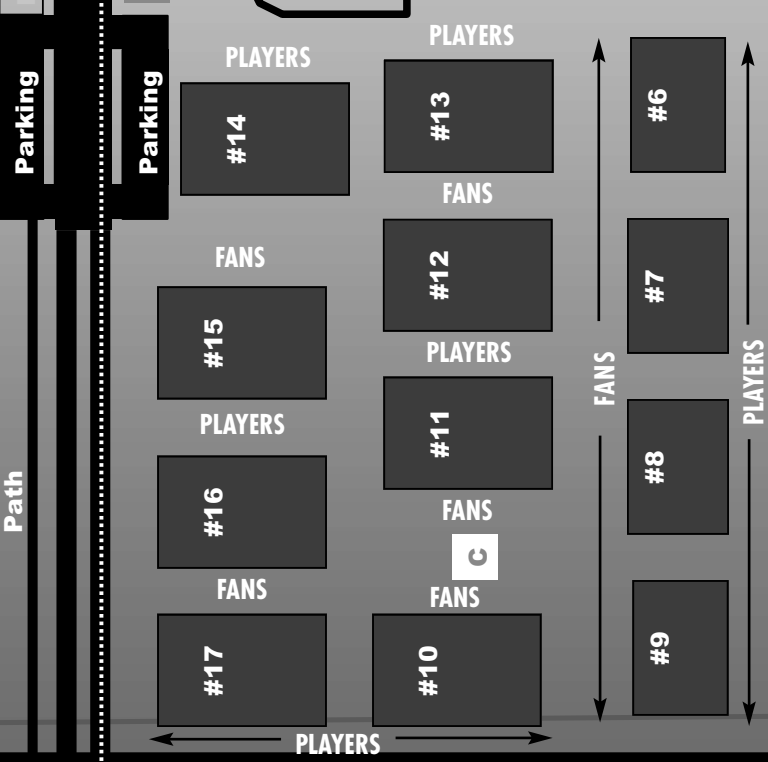 PLAYERS
PLAYERS
Parking
Parking
#14
#13
#6
FANS
FANS
#12
#7
#15
PLAYERS
FANS
PLAYERS
PLAYERS
#11
#8
Path
#16
FANS
C
FANS
FANS
#17
#10
#9
PLAYERS